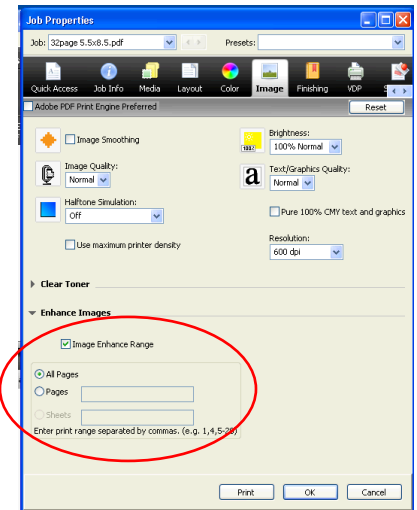 Job Properties
Job: 32page 5.5x8.5.pdf Presets:
Quick Access Job Info Media Layout Color Image Finishing VDP
Adobe PDF Print Engine Preferred Reset
Image Smoothing
Brightness:
100% Normal
100%
Image Quality:
Normal
Text/Graphics Quality:
a Normal
Halftone Simulation:
Off
Pure 100% CMY text and graphics
Use maximum printer density
Resolution:
600 dpi
Clear Toner
Enhance Images
Image Enhance Range
All Pages
Pages
Sheets
Enter print range separated by commas. (e.g. 1,4,5-20)
Print OK Cancel